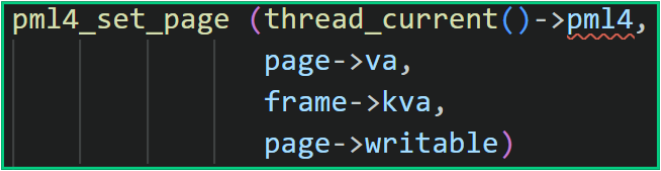 pml4_set_page (thread_current()->pml4,
page->va,
frame->kva,
page->writable)